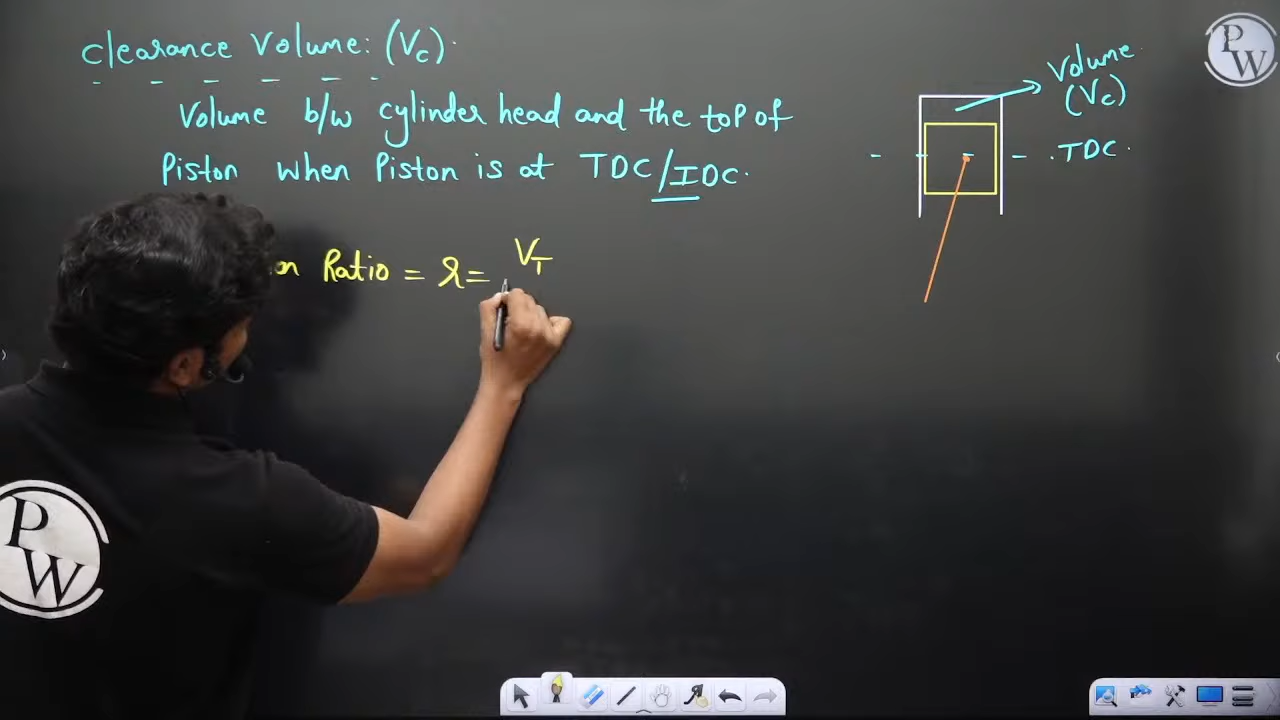 Clearance Volume: (Vc).
Volume b/w cylinder head and the top of
Piston when Piston is at TDC/IDC.
Ratio = r = V_T
Volume
(Vc)
.TDC.
PW
PW